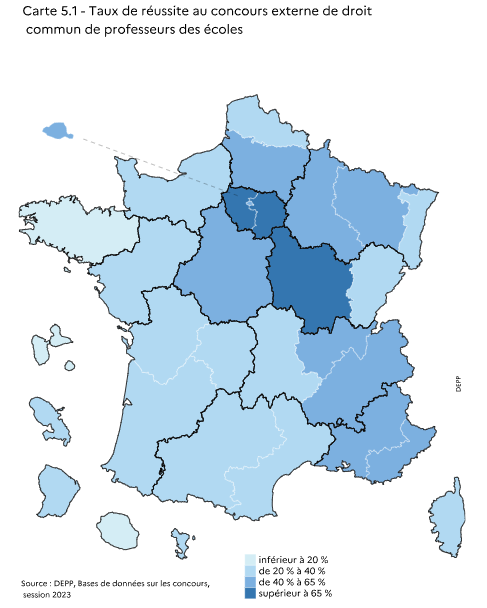 Carte 5.1 - Taux de réussite au concours externe de droit
commun de professeurs des écoles
DEPP
inférieur à 20 %
de 20 % à 40 %
de 40 % à 65 %
supérieur à 65 %
Source : DEPP, Bases de données sur les concours,
session 2023